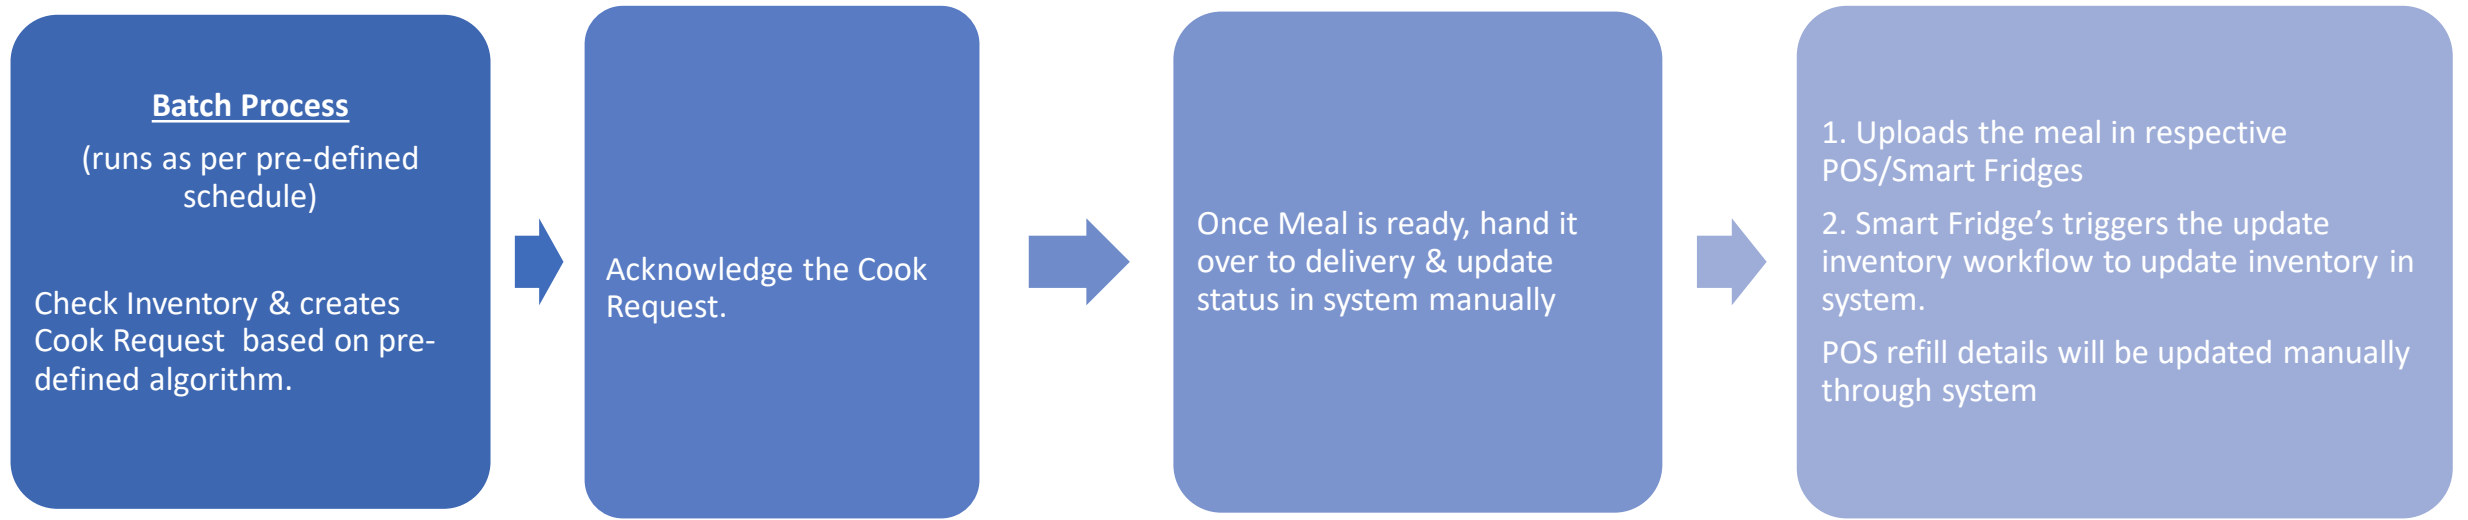 Batch Process
(runs as per pre-defined
schedule)
Check Inventory & creates
Cook Request  based on pre-
defined algorithm.
Acknowledge the Cook
Request.
Once Meal is ready, hand it
over to delivery & update
status in system manually
1. Uploads the meal in respective
POS/Smart Fridges
2. Smart Fridge’s triggers the update
inventory workflow to update inventory in
system.
POS refill details will be updated manually
through system